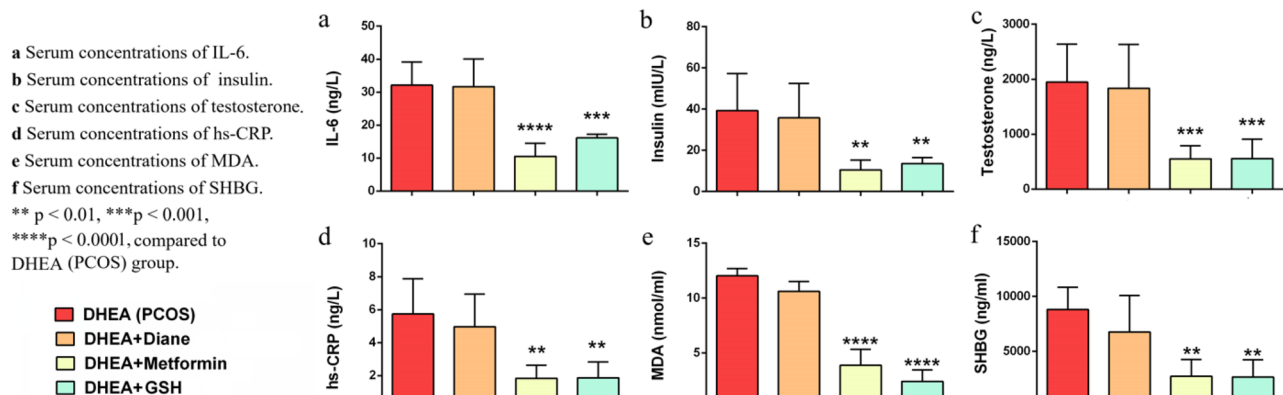 a Serum concentrations of IL-6.
b Serum concentrations of insulin.
c Serum concentrations of testosterone.
d Serum concentrations of hs-CRP.
e Serum concentrations of MDA.
f Serum concentrations of SHBG.
** p < 0.01, ***p < 0.001,
****p < 0.0001, compared to
DHEA (PCOS) group.
DHEA (PCOS)
DHEA+Diane
DHEA+Metformin
DHEA+GSH
a
IL-6 (ng/L)
50
40
30
20
10
0
****
***
b
Insulin (mIU/L)
80
60
40
20
0
**
**
c
Testosterone (ng/L)
3000
2000
1000
0
***
***
d
hs-CRP (ng/L)
10
8
6
4
2
**
**
e
MDA (nmol/ml)
15
10
5
****
****
f
SHBG (ng/ml)
15000
10000
5000
**
**